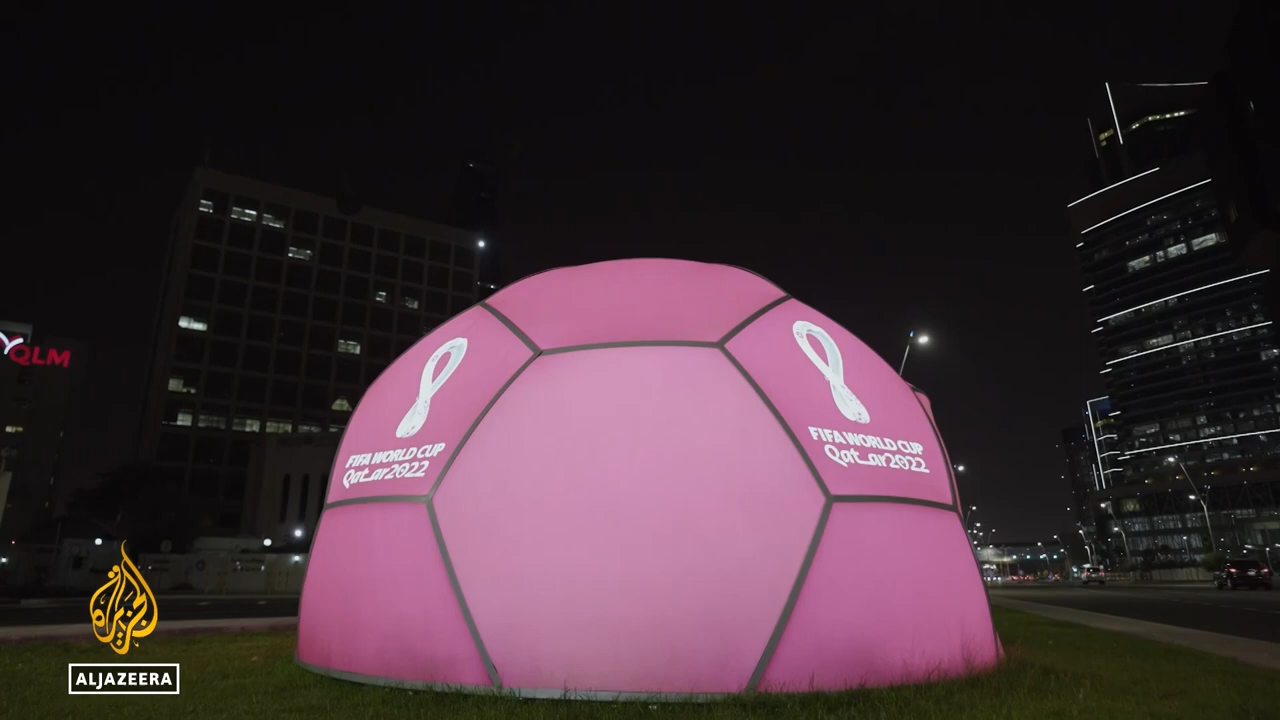 QLM
FIFA WORLD CUP
Qatar2022
FIFA WORLD CUP
Qatar2022
الجزيرة
ALJAZEERA